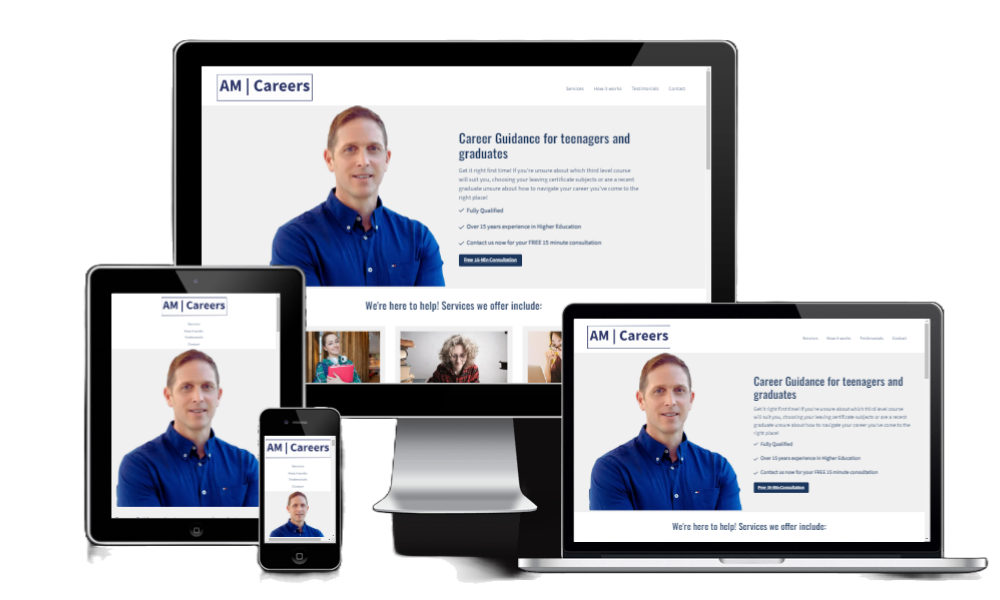 AM | Careers
Services How it works Testimonials Contact
Career Guidance for teenagers and
graduates
Get it right first time! If you're unsure about which third level course
will suit you, choosing your leaving certificate subjects or are a recent
graduate unsure about how to navigate your career you've come to the
right place!
Fully Qualified
Over 15 years experience in Higher Education
Contact us now for your FREE 15 minute consultation
Free 15 Min Consultation
We're here to help! Services we offer include:
AM | Careers
Services
How it works
Testimonials
Contact
AM | Careers
Services
How it works
Testimonials
Contact
AM | Careers
Services How it works Testimonials Contact
Career Guidance for teenagers and
graduates
Get it right first time! If you're unsure about which third level course
will suit you, choosing your leaving certificate subjects or are a recent
graduate unsure about how to navigate your career you've come to the
right place!
Fully Qualified
Over 15 years experience in Higher Education
Contact us now for your FREE 15 minute consultation
Free 15 Min Consultation
We're here to help! Services we offer include: